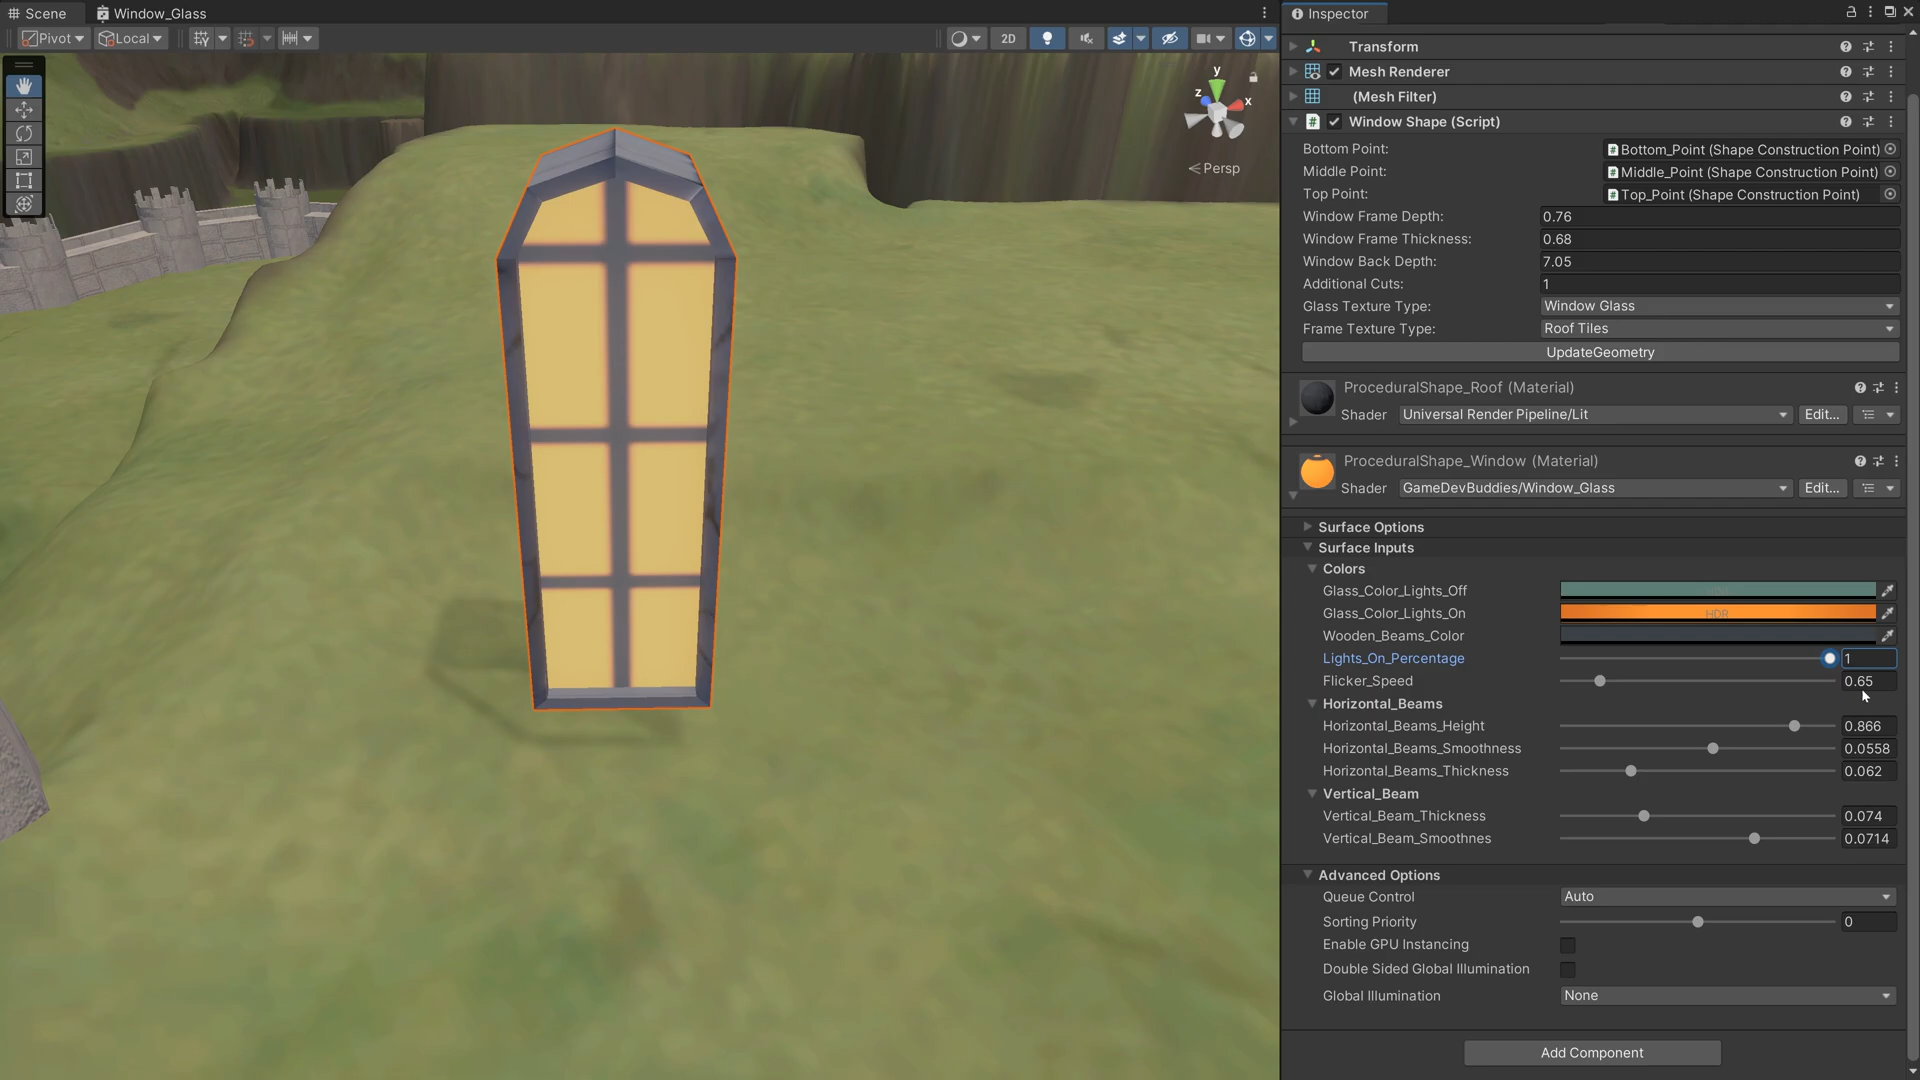 Scene
Window_Glass
Inspector
Pivot
Local
2D
y
z
x
Persp
Transform
Mesh Renderer
(Mesh Filter)
Window Shape (Script)
Bottom Point: Bottom_Point (Shape Construction Point)
Middle Point: Middle_Point (Shape Construction Point)
Top Point: Top_Point (Shape Construction Point)
Window Frame Depth: 0.76
Window Frame Thickness: 0.68
Window Back Depth: 7.05
Additional Cuts: 1
Glass Texture Type: Window Glass
Frame Texture Type: Roof Tiles
UpdateGeometry
ProceduralShape_Roof (Material)
Shader Universal Render Pipeline/Lit Edit...
ProceduralShape_Window (Material)
Shader GameDevBuddies/Window_Glass Edit...
Surface Options
Surface Inputs
Colors
Glass_Color_Lights_Off
Glass_Color_Lights_On HDR
Wooden_Beams_Color
Lights_On_Percentage 1
Flicker_Speed 0.65
Horizontal_Beams
Horizontal_Beams_Height 0.866
Horizontal_Beams_Smoothness 0.0558
Horizontal_Beams_Thickness 0.062
Vertical_Beam
Vertical_Beam_Thickness 0.074
Vertical_Beam_Smoothnes 0.0714
Advanced Options
Queue Control Auto
Sorting Priority 0
Enable GPU Instancing
Double Sided Global Illumination
Global Illumination None
Add Component